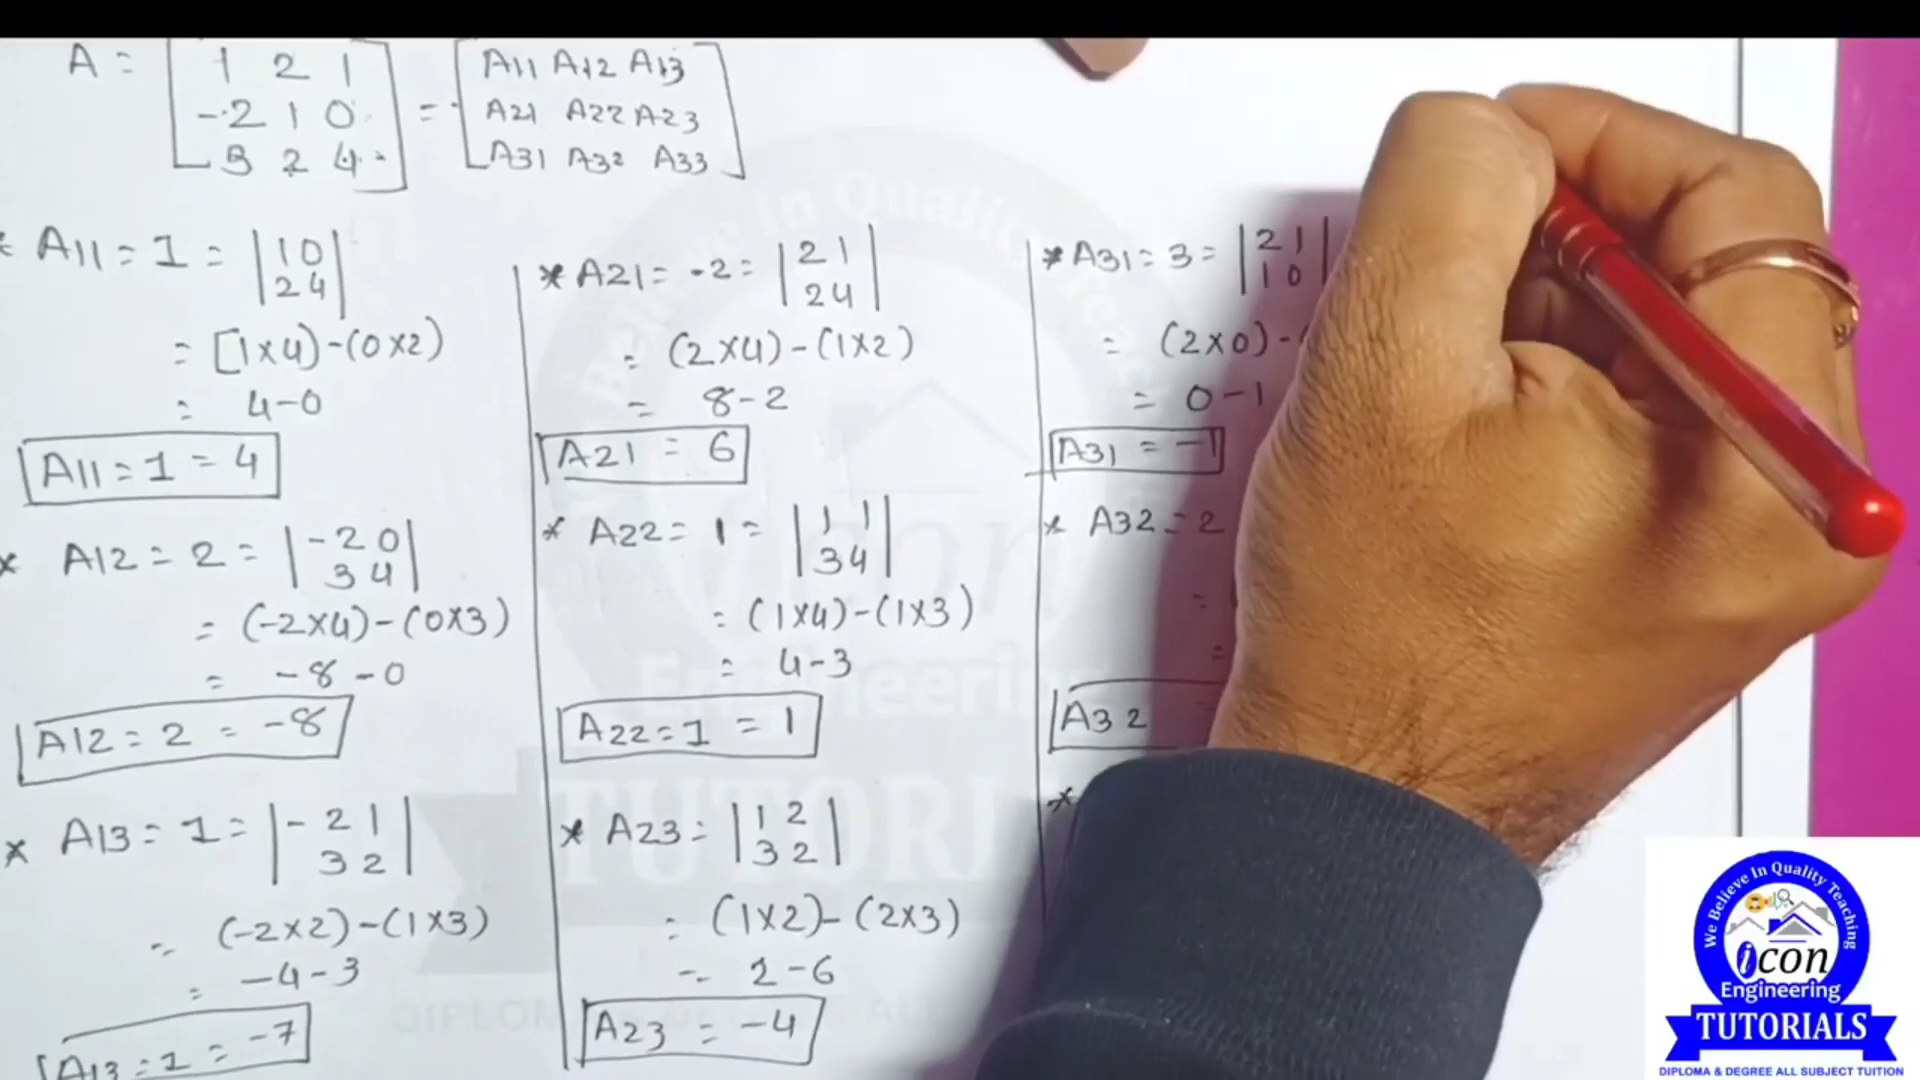 A = [ 1 2 1 ] = [ A11 A12 A13 ]
[ -2 1 0 ] [ A21 A22 A23 ]
[ 3 2 4 ] [ A31 A32 A33 ]
* A11 = 1 = | 1 0 |
| 2 4 |
= [1×4)-(0×2)
= 4-0
A11 = 1 = 4
* A12 = 2 = | -2 0 |
| 3 4 |
= (-2×4)-(0×3)
= -8-0
A12 = 2 = -8
* A13 = 1 = | -2 1 |
| 3 2 |
= (-2×2)-(1×3)
= -4-3
A13 = 1 = -7
* A21 = -2 = | 2 1 |
| 2 4 |
= (2×4)-(1×2)
= 8-2
A21 = 6
* A22 = 1 = | 1 1 |
| 3 4 |
= (1×4)-(1×3)
= 4-3
A22 = 1 = 1
* A23 = | 1 2 |
| 3 2 |
= (1×2)-(2×3)
= 2-6
A23 = -4
* A31 = 3 = | 2 1 |
| 1 0 |
= (2×0)-
= 0-1
A31 = -1
* A32 = 2
=
=
A32
*
We Believe In Quality Teaching
icon
Engineering
TUTORIALS
DIPLOMA & DEGREE ALL SUBJECT TUITION